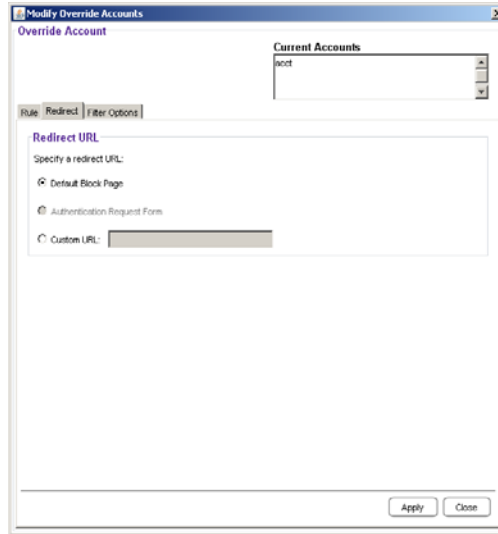 Modify Override Accounts
Override Account
Current Accounts
acct
Rule Redirect Filter Options
Redirect URL
Specify a redirect URL:
Default Block Page
Authentication Request Form
Custom URL:
Apply Close